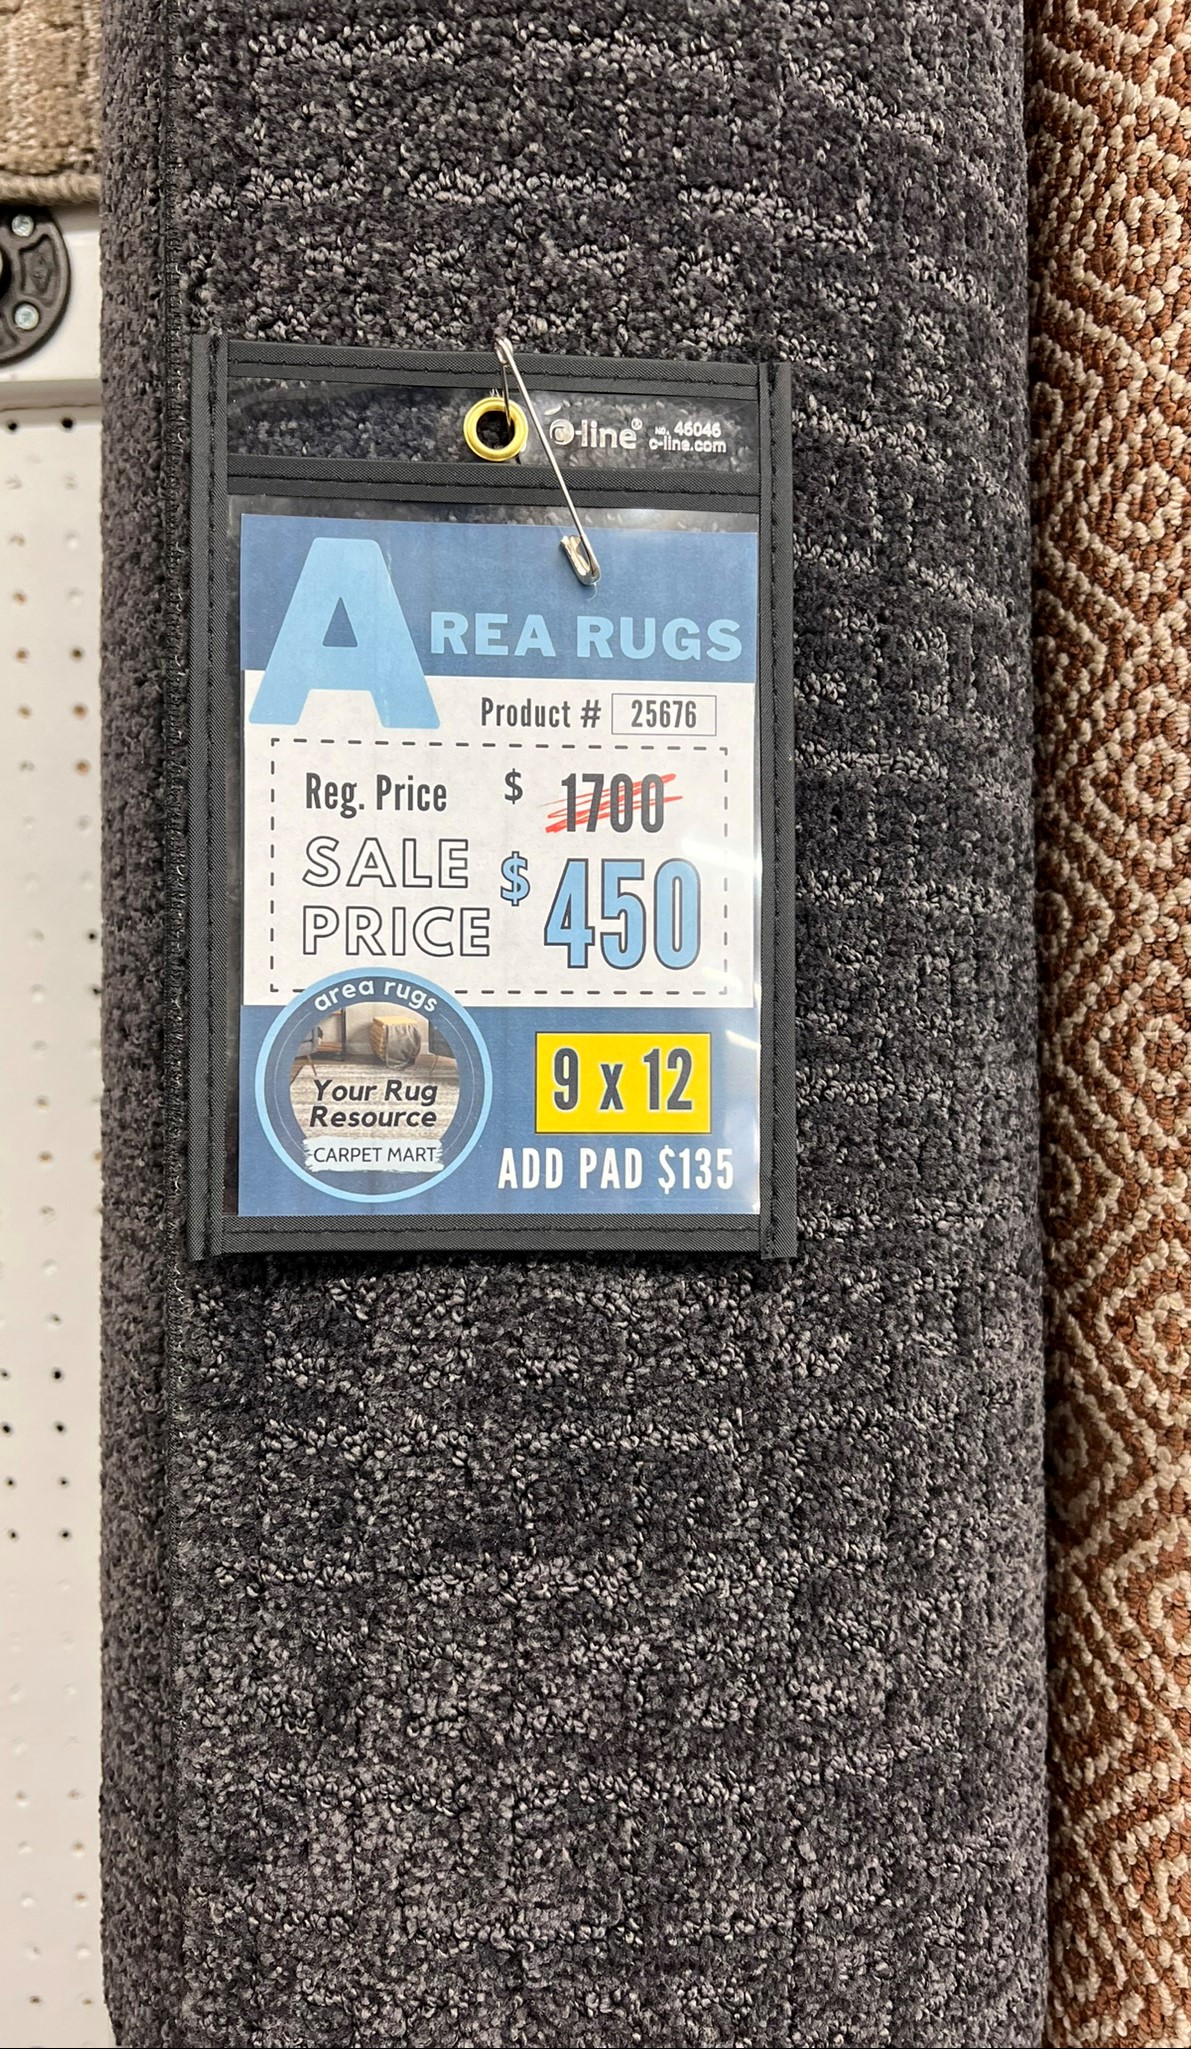 c-line® No. 46046
c-line.com
AREA RUGS
Product # 25676
Reg. Price $ 1700
SALE PRICE $ 450
area rugs
Your Rug
Resource
CARPET MART
9 x 12
ADD PAD $135